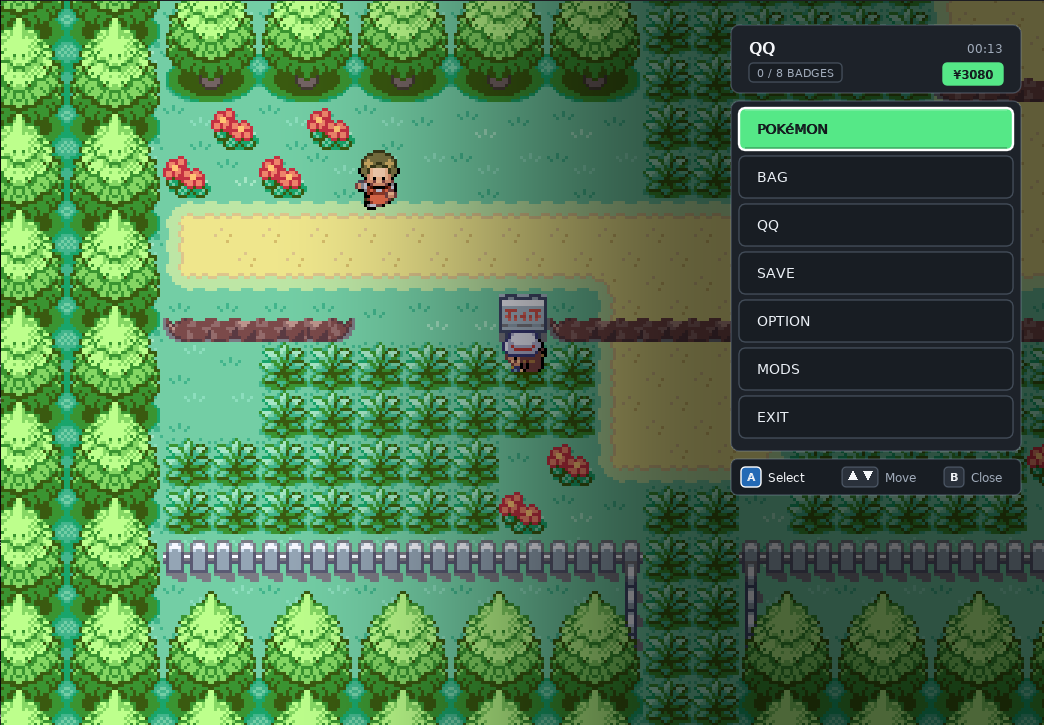 QQ
00:13
0 / 8 BADGES
¥3080
POKéMON
BAG
QQ
SAVE
OPTION
MODS
EXIT
A Select
▲▼ Move
B Close